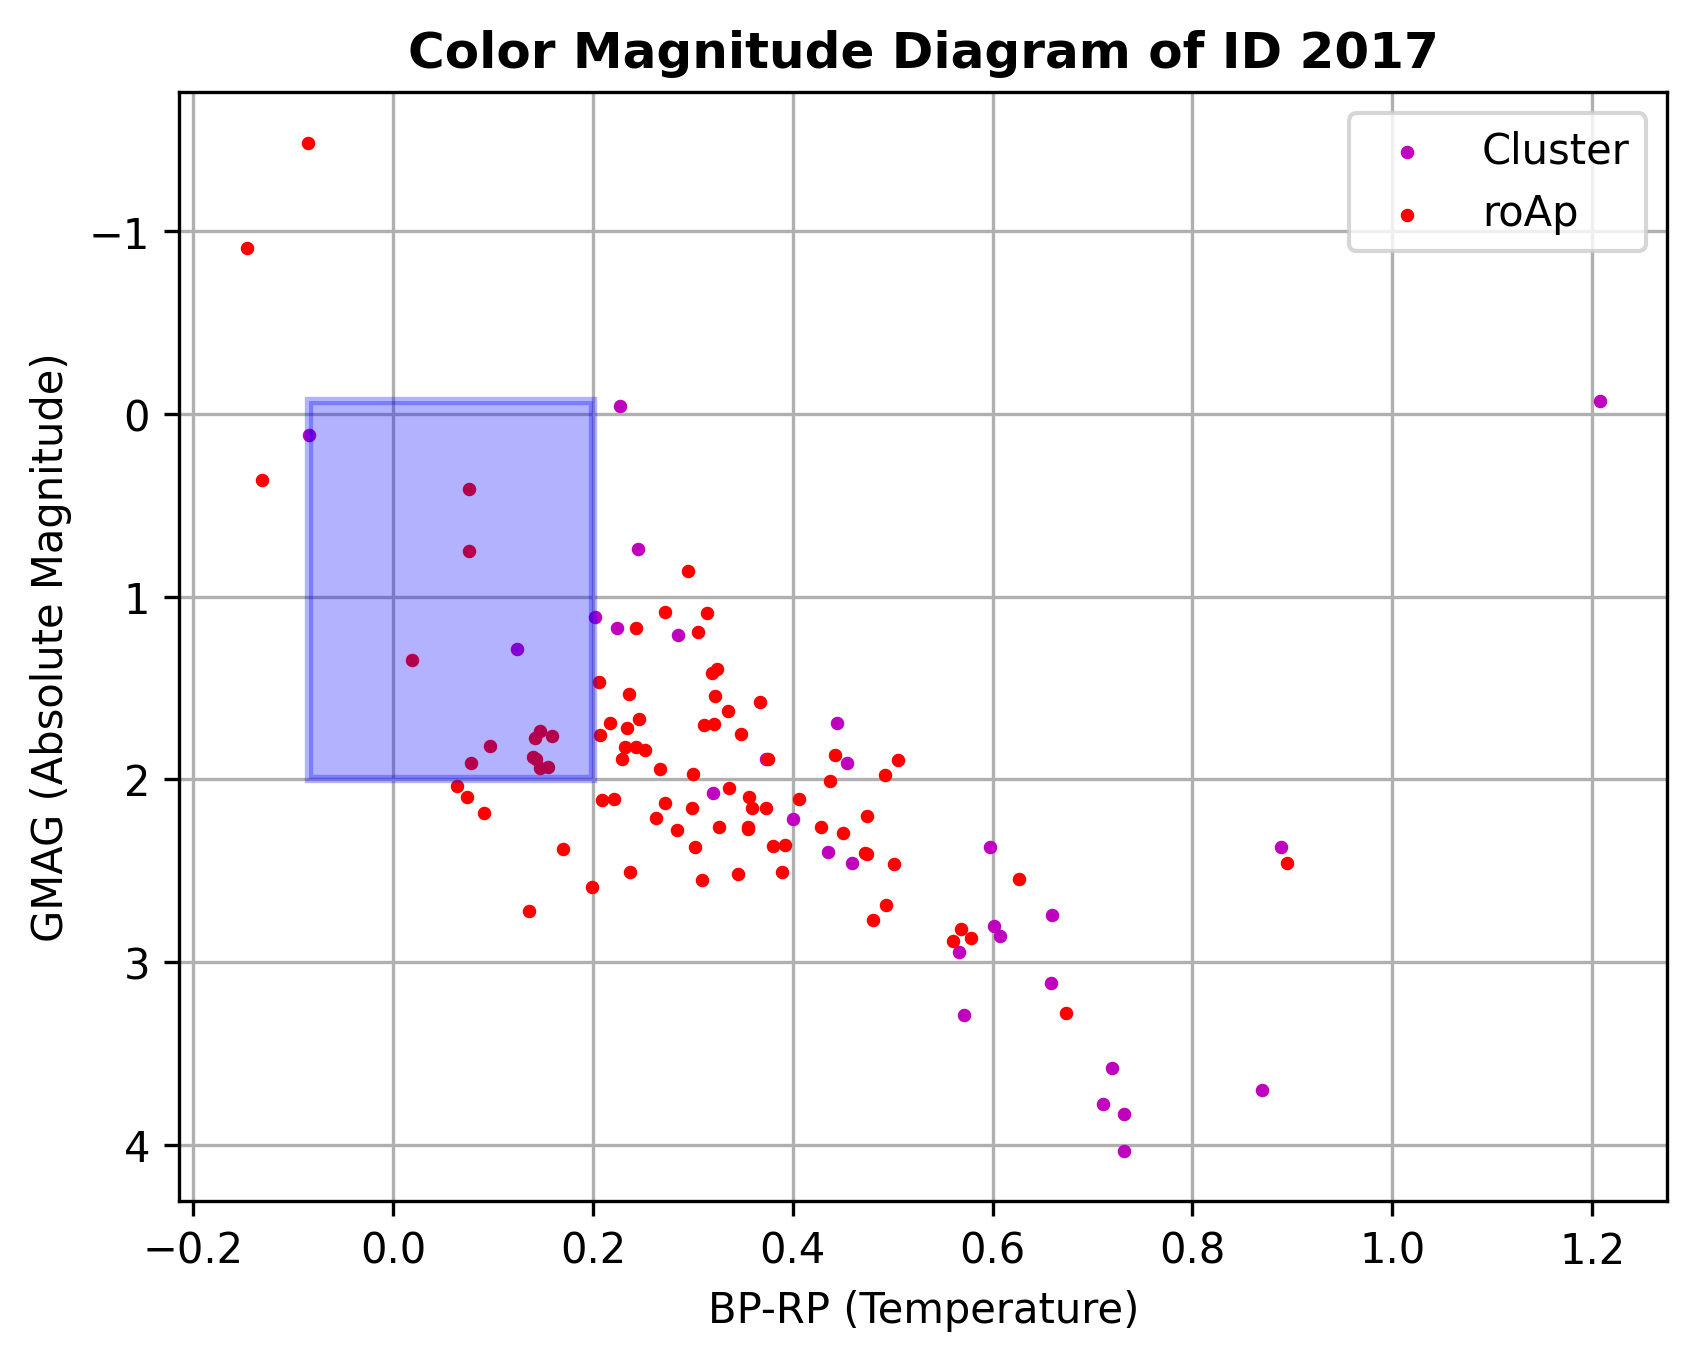 Color Magnitude Diagram of ID 2017
Cluster
roAp
GMAG (Absolute Magnitude)
−1
0
1
2
3
4
−0.2 0.0 0.2 0.4 0.6 0.8 1.0 1.2
BP-RP (Temperature)